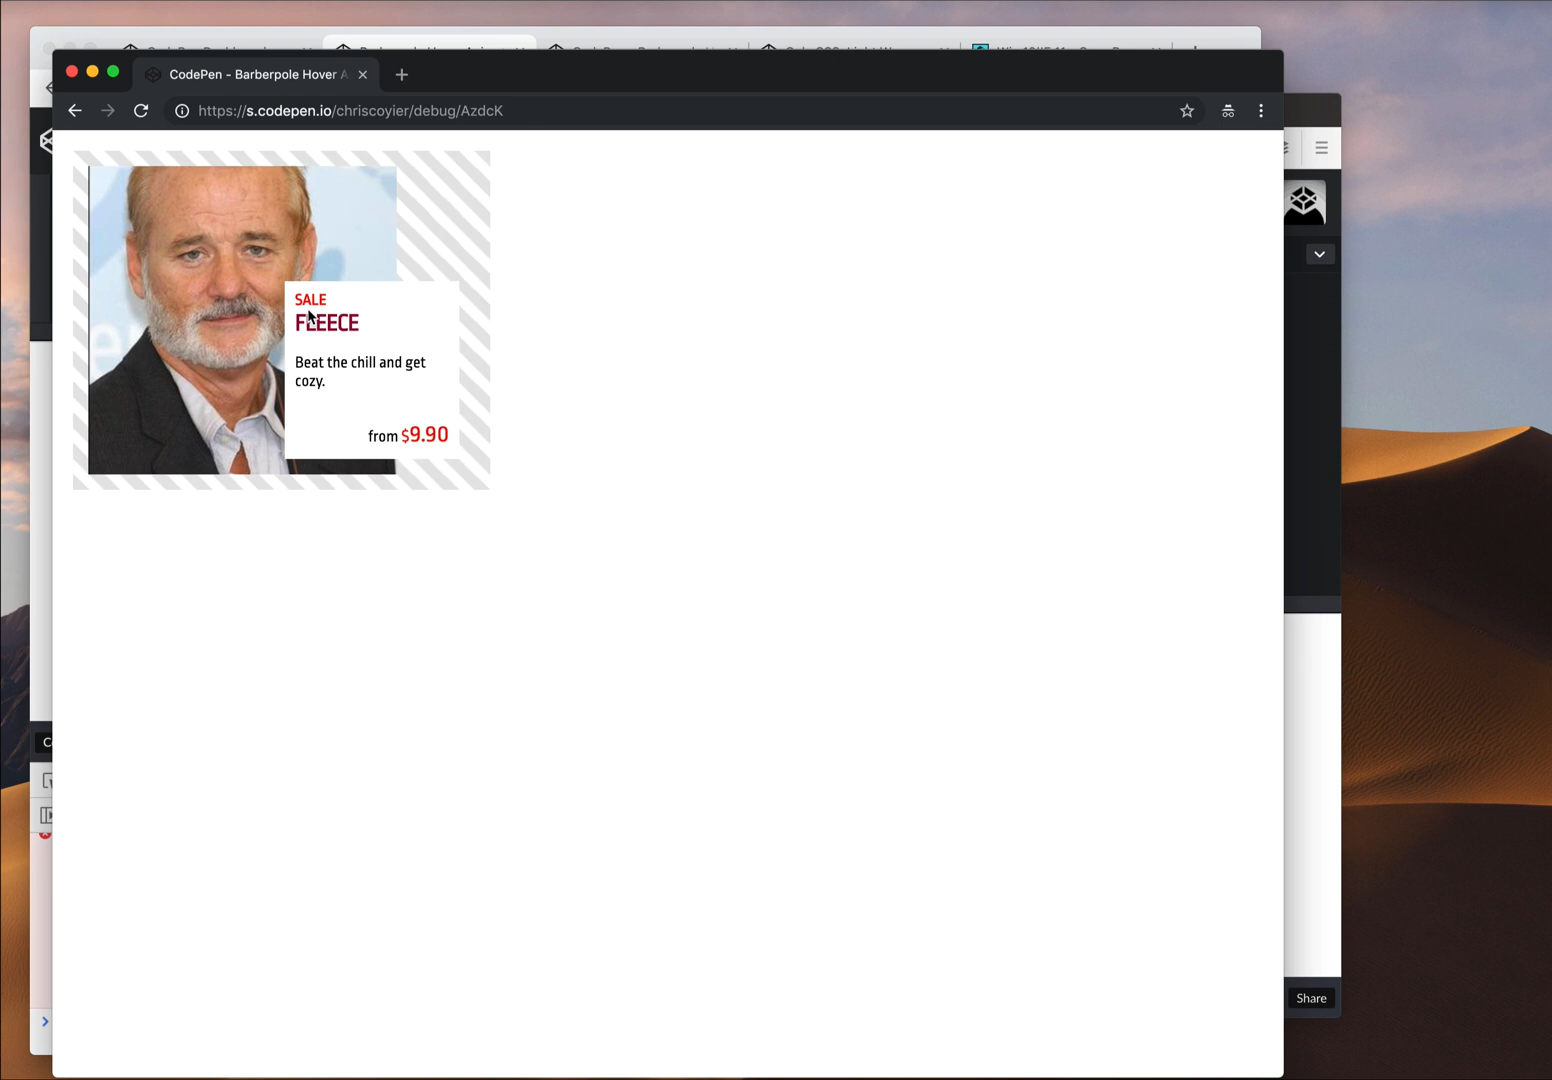 CodePen - Barberpole Hover A
https://s.codepen.io/chriscoyier/debug/AzdcK
SALE
FLEECE
Beat the chill and get
cozy.
from $9.90
Share